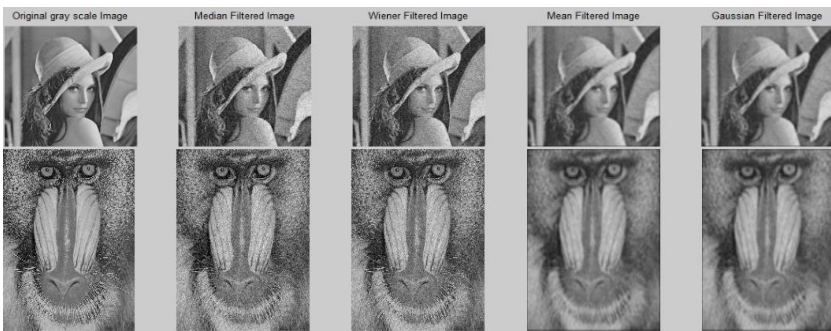 Original gray scale Image
Median Filtered Image
Wiener Filtered Image
Mean Filtered Image
Gaussian Filtered Image